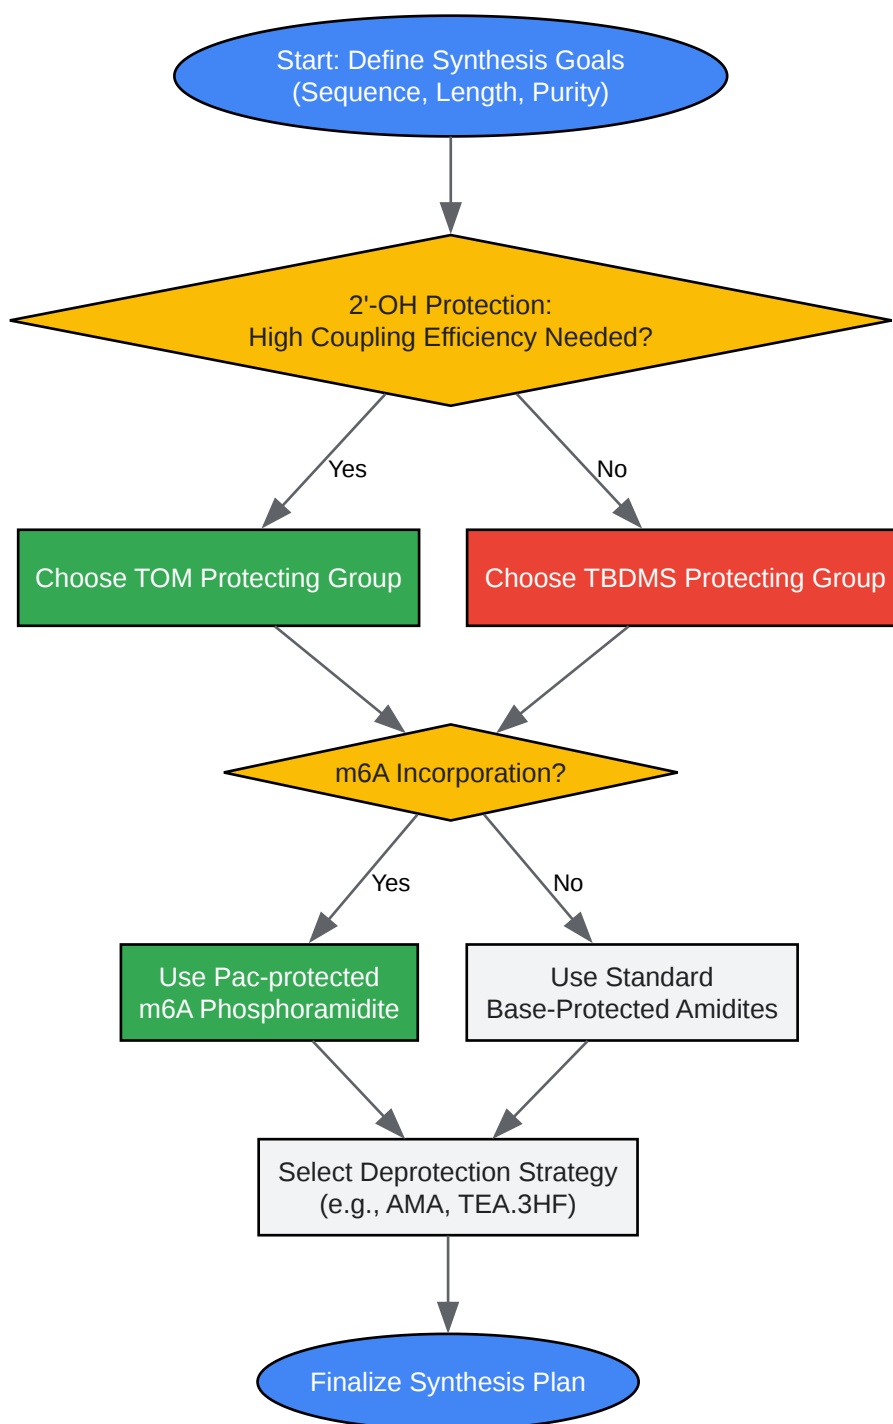 Start: Define Synthesis Goals
(Sequence, Length, Purity)
2'-OH Protection:
High Coupling Efficiency Needed?
Yes
No
Choose TOM Protecting Group
Choose TBDMS Protecting Group
m6A Incorporation?
Yes
No
Use Pac-protected
m6A Phosphoramidite
Use Standard
Base-Protected Amidites
Select Deprotection Strategy
(e.g., AMA, TEA.3HF)
Finalize Synthesis Plan